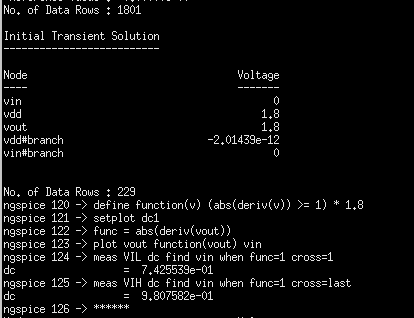 No. of Data Rows : 1801
Initial Transient Solution
--------------------------
Node Voltage
---- -------
vin 0
vdd 1.8
vout 1.8
vdd#branch -2.01439e-12
vin#branch 0
No. of Data Rows : 229
ngspice 120 -> define function(v) (abs(deriv(v)) >= 1) * 1.8
ngspice 121 -> setplot dc1
ngspice 122 -> func = abs(deriv(vout))
ngspice 123 -> plot vout function(vout) vin
ngspice 124 -> meas VIL dc find vin when func=1 cross=1
dc = 7.425539e-01
ngspice 125 -> meas VIH dc find vin when func=1 cross=last
dc = 9.807582e-01
ngspice 126 -> ******